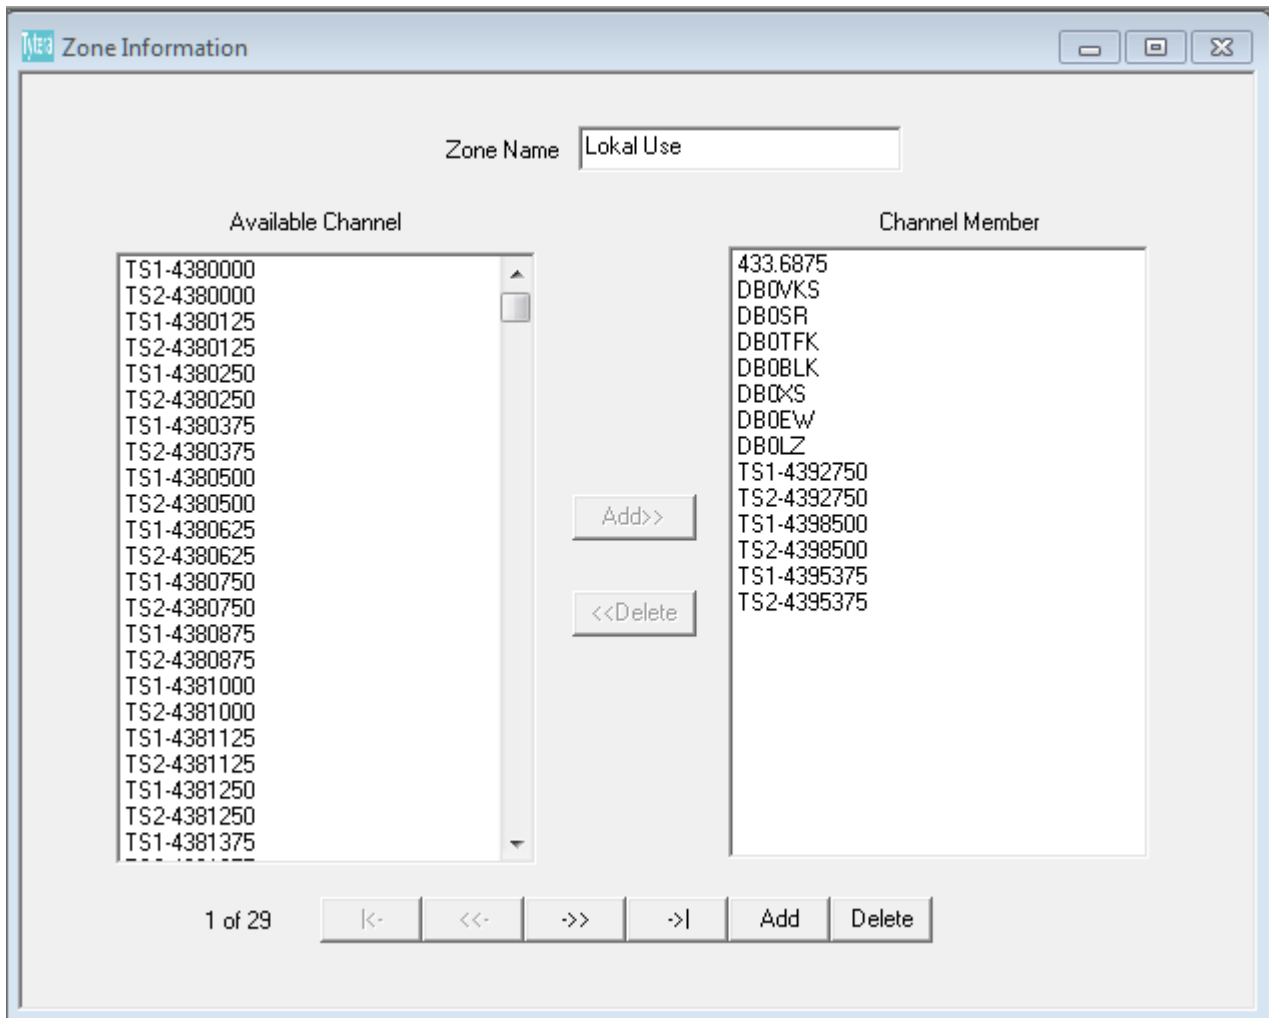 Tytera Zone Information
Zone Name Lokal Use
Available Channel
TS1-4380000
TS2-4380000
TS1-4380125
TS2-4380125
TS1-4380250
TS2-4380250
TS1-4380375
TS2-4380375
TS1-4380500
TS2-4380500
TS1-4380625
TS2-4380625
TS1-4380750
TS2-4380750
TS1-4380875
TS2-4380875
TS1-4381000
TS2-4381000
TS1-4381125
TS2-4381125
TS1-4381250
TS2-4381250
TS1-4381375
Add>>
<<Delete
Channel Member
433.6875
DB0VKS
DB0SR
DB0TFK
DB0BLK
DB0XS
DB0EW
DB0LZ
TS1-4392750
TS2-4392750
TS1-4398500
TS2-4398500
TS1-4395375
TS2-4395375
1 of 29 |<- <<- ->> ->| Add Delete